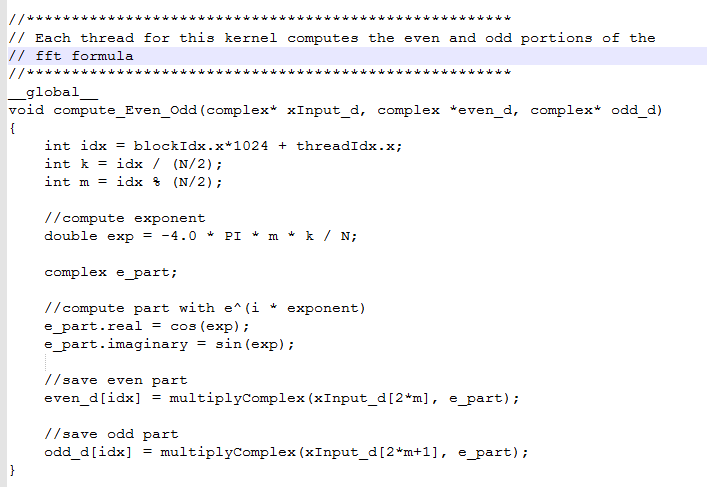 //******************************************************
// Each thread for this kernel computes the even and odd portions of the
// fft formula
//******************************************************
__global__
void compute_Even_Odd(complex* xInput_d, complex *even_d, complex* odd_d)
{
    int idx = blockIdx.x*1024 + threadIdx.x;
    int k = idx / (N/2);
    int m = idx % (N/2);

    //compute exponent
    double exp = -4.0 * PI * m * k / N;

    complex e_part;

    //compute part with e^(i * exponent)
    e_part.real = cos(exp);
    e_part.imaginary = sin(exp);

    //save even part
    even_d[idx] = multiplyComplex(xInput_d[2*m], e_part);

    //save odd part
    odd_d[idx] = multiplyComplex(xInput_d[2*m+1], e_part);
}